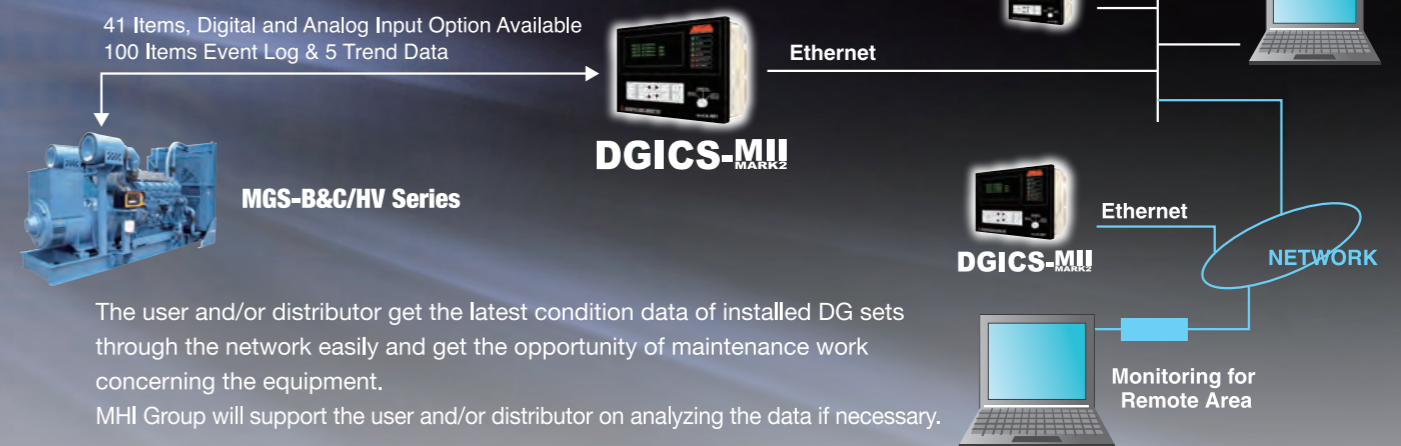 41 Items, Digital and Analog Input Option Available
100 Items Event Log & 5 Trend Data
Ethernet
DGICS-MII
MARK2
MGS-B&C/HV Series
Ethernet
DGICS-MII
MARK2
NETWORK
The user and/or distributor get the latest condition data of installed DG sets
through the network easily and get the opportunity of maintenance work
concerning the equipment.
MHI Group will support the user and/or distributor on analyzing the data if necessary.
Monitoring for
Remote Area